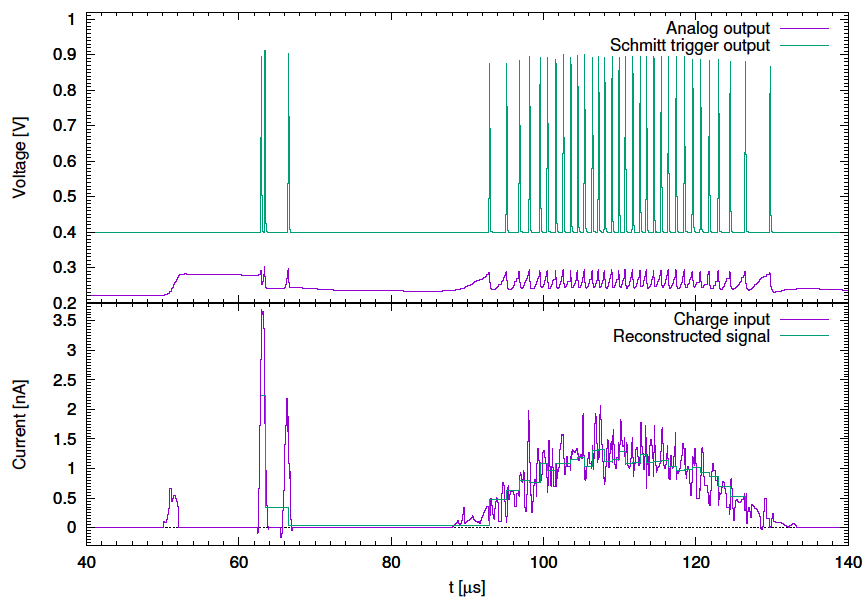 1
Analog output
0.9
Schmitt trigger output
0.8
0.7
Voltage [V]
0.6
0.5
0.4
0.3
0.2
3.5
Charge input
3
Reconstructed signal
2.5
2
Current [nA]
1.5
1
0.5
0
40 60 80 100 120 140
t [μs]